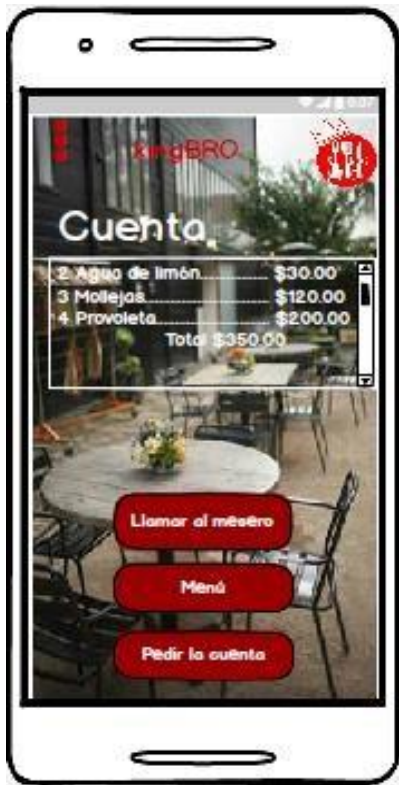 kingBRO
Cuenta
2 Agua de limón.............. $30.00
3 Mollejas......................... $120.00
4 Provoleta....................... $200.00
Total $350.00
Llamar al mesero
Menú
Pedir la cuenta